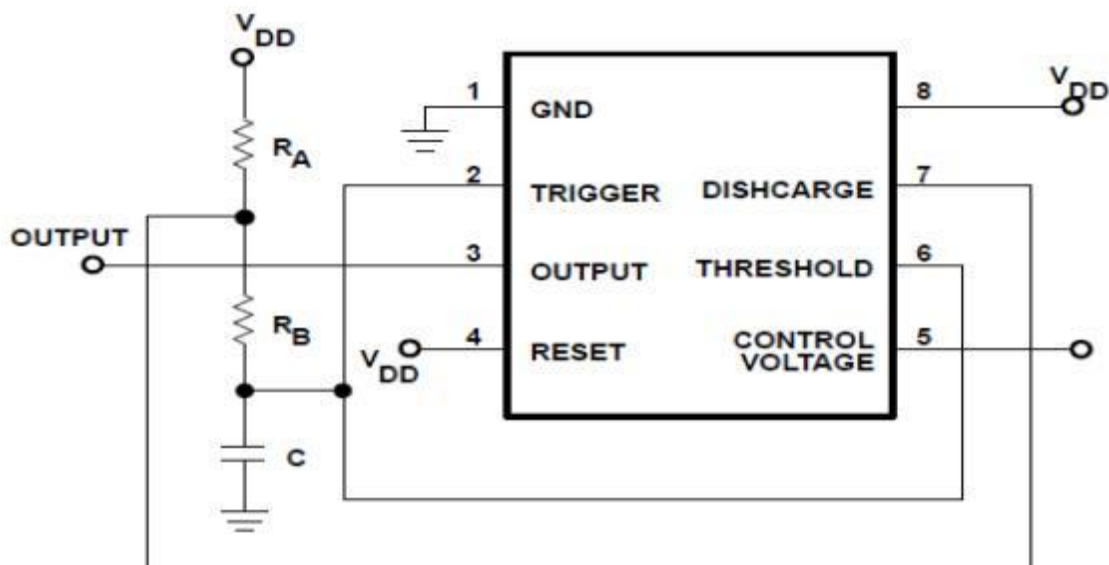 VDD
RA
OUTPUT
RB
C
VDD
1 GND
2 TRIGGER
3 OUTPUT
4 RESET
8 VDD
DISHCARGE 7
THRESHOLD 6
CONTROL 5
VOLTAGE